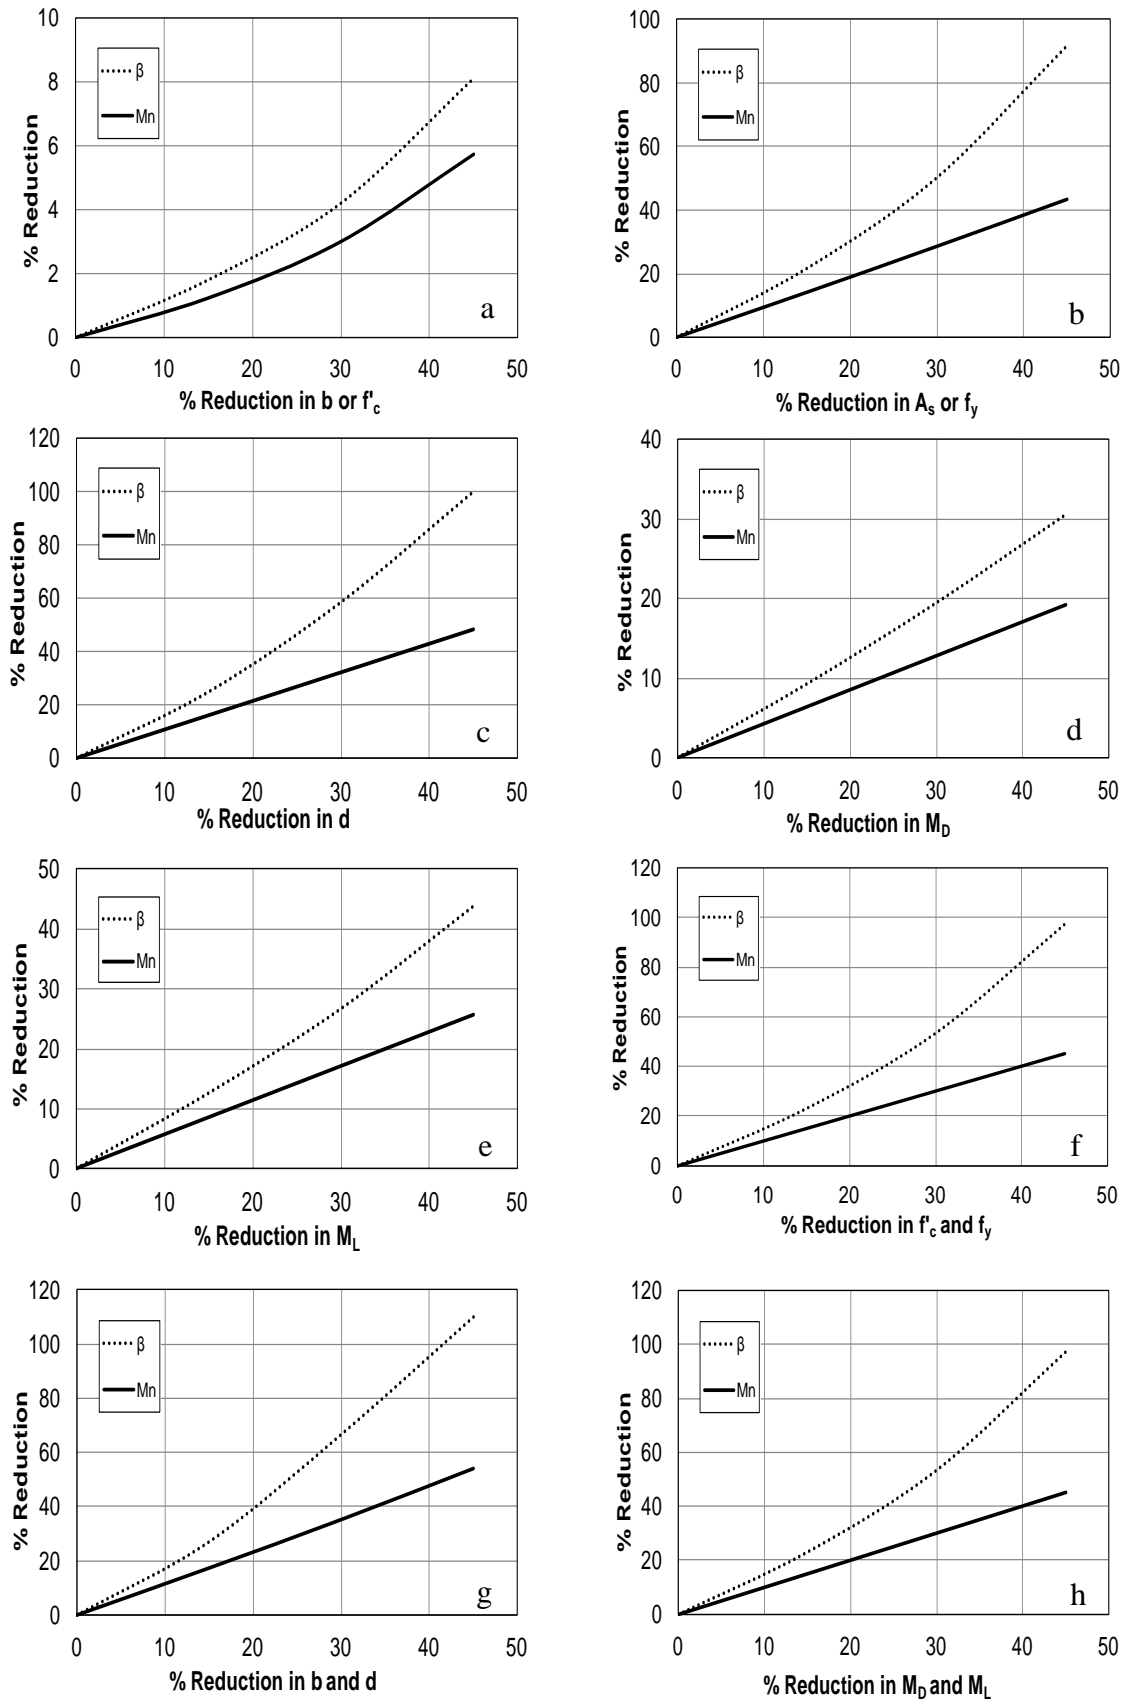 10
8
6
4
2
0
% Reduction
β
Mn
a
0 10 20 30 40 50
% Reduction in b or f'c
100
80
60
40
20
0
% Reduction
β
Mn
b
0 10 20 30 40 50
% Reduction in As or fy
120
100
80
60
40
20
0
% Reduction
β
Mn
c
0 10 20 30 40 50
% Reduction in d
40
30
20
10
0
% Reduction
β
Mn
d
0 10 20 30 40 50
% Reduction in MD
50
40
30
20
10
0
% Reduction
β
Mn
e
0 10 20 30 40 50
% Reduction in ML
120
100
80
60
40
20
0
% Reduction
β
Mn
f
0 10 20 30 40 50
% Reduction in f'c and fy
120
100
80
60
40
20
0
% Reduction
β
Mn
g
0 10 20 30 40 50
% Reduction in b and d
120
100
80
60
40
20
0
% Reduction
β
Mn
h
0 10 20 30 40 50
% Reduction in MD and ML